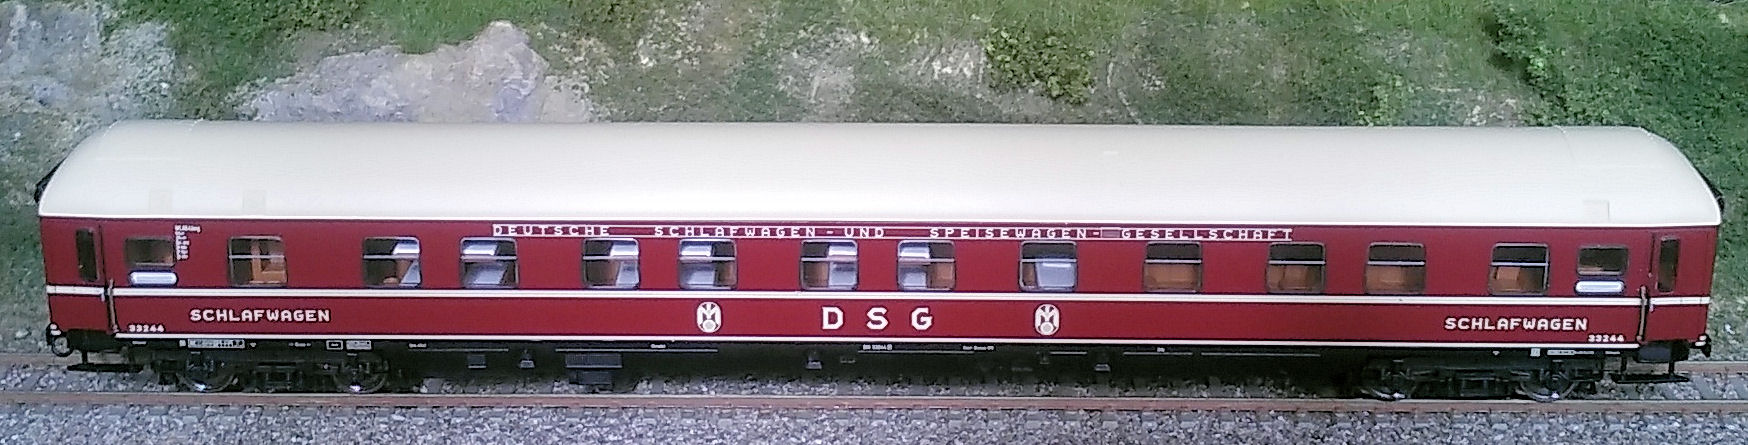 DEUTSCHE SCHLAFWAGEN-UND SPEISEWAGEN-GESELLSCHAFT
SCHLAFWAGEN
DSG
SCHLAFWAGEN
33244
33244